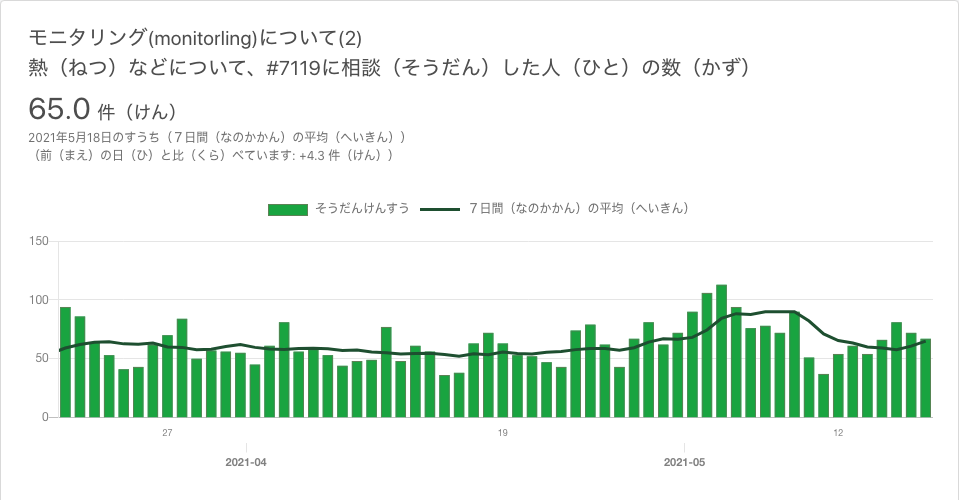 モニタリング(monitorling)について(2)
熱（ねつ）などについて、#7119に相談（そうだん）した人（ひと）の数（かず）
65.0 件（けん）
2021年5月18日のすうち（７日間（なのかかん）の平均（へいきん））
（前（まえ）の日（ひ）と比（くら）べています: +4.3 件（けん））
そうだんけんすう ７日間（なのかかん）の平均（へいきん）
150
100
50
0
27 19 12
2021-04 2021-05